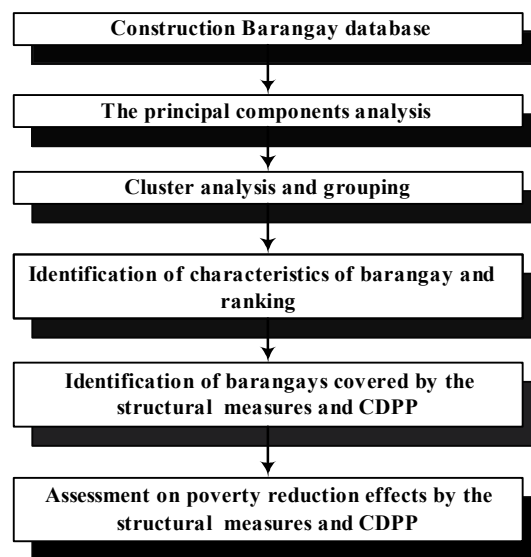 Construction Barangay database
The principal components analysis
Cluster analysis and grouping
Identification of characteristics of barangay and
ranking
Identification of barangays covered by the
structural measures and CDPP
Assessment on poverty reduction effects by the
structural measures and CDPP